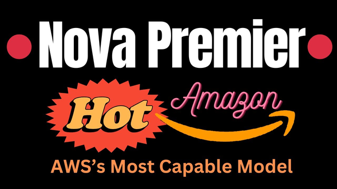 Nova Premier
Hot
Amazon
AWS's Most Capable Model